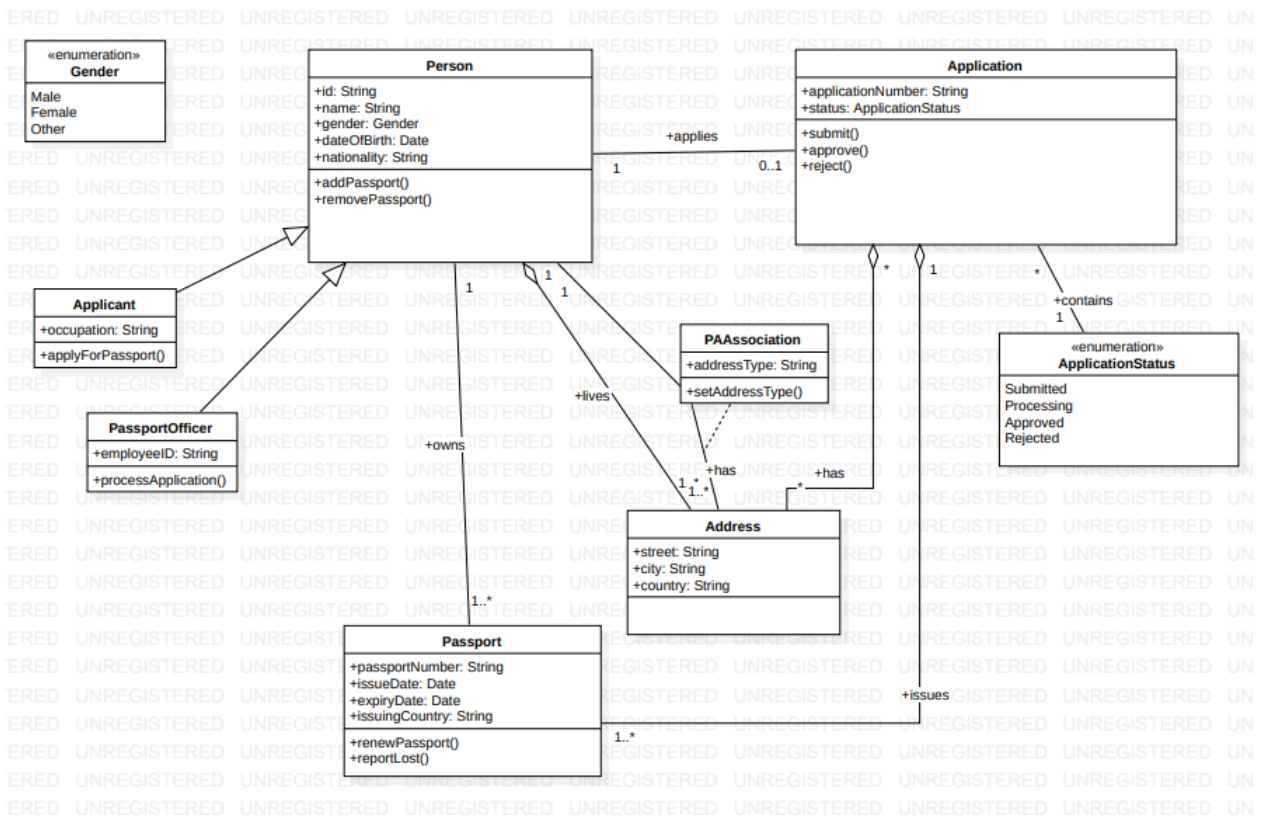 «enumeration»
Gender
Male
Female
Other
Person
+id: String
+name: String
+gender: Gender
+dateOfBirth: Date
+nationality: String
+addPassport()
+removePassport()
Application
+applicationNumber: String
+status: ApplicationStatus
+submit()
+approve()
+reject()
+applies
1
0..1
Applicant
+occupation: String
+applyForPassport()
PassportOfficer
+employeeID: String
+processApplication()
1
1
1
*
1
*
+contains
1
PAAssociation
+addressType: String
+setAddressType()
«enumeration»
ApplicationStatus
Submitted
Processing
Approved
Rejected
+lives
+owns
+has
+has
1..*
1..*
*
Address
+street: String
+city: String
+country: String
1..*
Passport
+passportNumber: String
+issueDate: Date
+expiryDate: Date
+issuingCountry: String
+renewPassport()
+reportLost()
+issues
1..*
UNREGISTERED